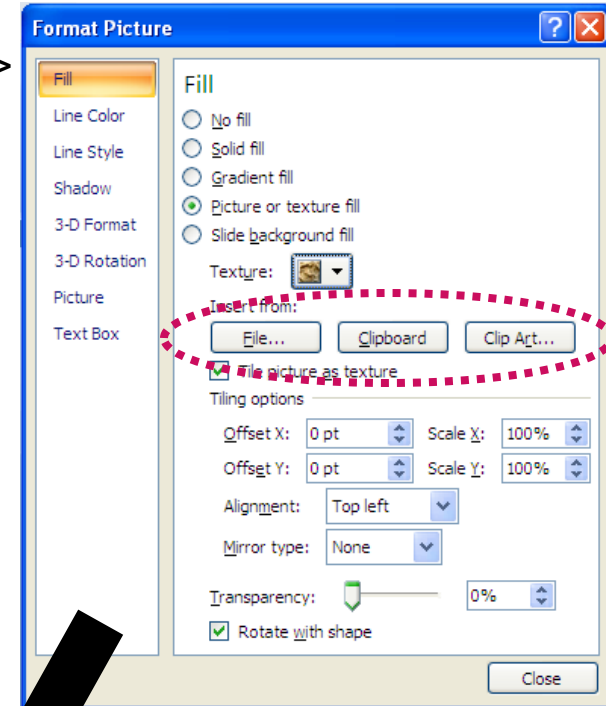 Format Picture
>
Fill
Line Color
Line Style
Shadow
3-D Format
3-D Rotation
Picture
Text Box
Fill
No fill
Solid fill
Gradient fill
Picture or texture fill
Slide background fill
Texture:
Insert from:
File... Clipboard Clip Art...
Tile picture as texture
Tiling options
Offset X: 0 pt Scale X: 100%
Offset Y: 0 pt Scale Y: 100%
Alignment: Top left
Mirror type: None
Transparency: 0%
Rotate with shape
Close